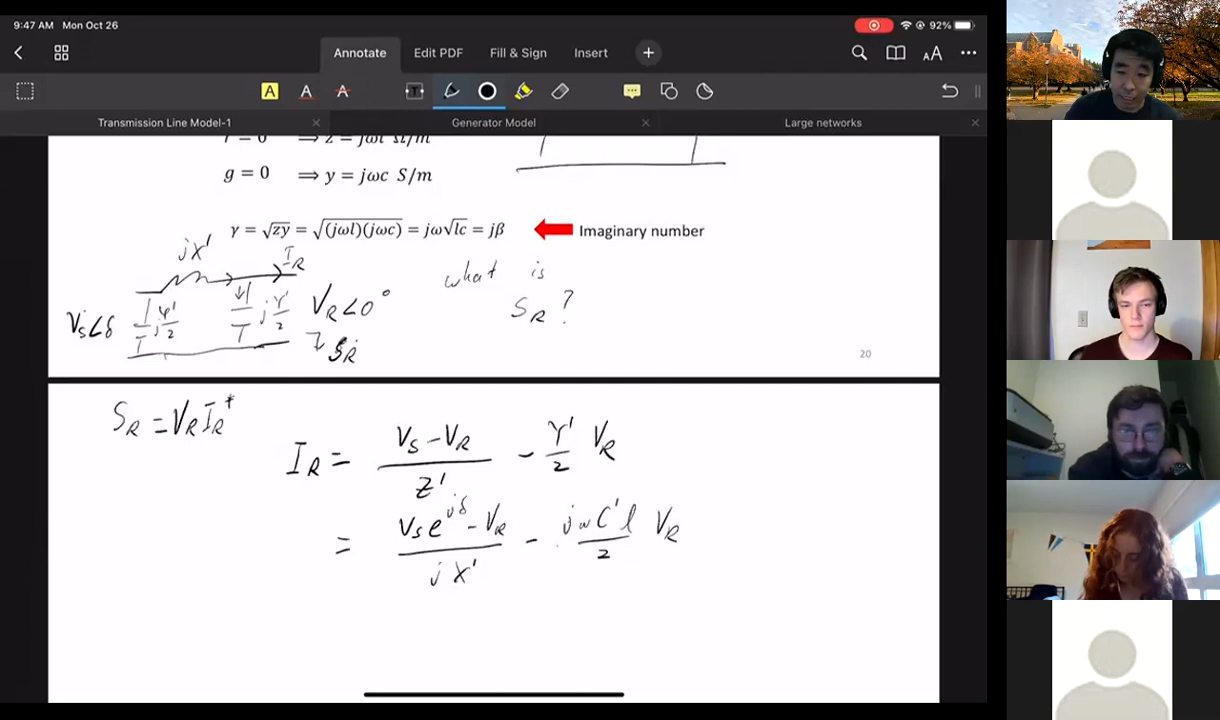 9:47 AM Mon Oct 26
92%
Annotate Edit PDF Fill & Sign Insert
AA
A A A T
Transmission Line Model-1 × Generator Model × Large networks ×
r = 0 ⟹ z = jωl Ω/m
g = 0 ⟹ y = jωc S/m
γ = √zy = √(jωl)(jωc) = jω√lc = jβ
Imaginary number
jX' I_R
V_S∠δ j Y'/2 j Y'/2 V_R∠0°
S_R
what is
S_R ?
20
S_R = V_R I_R*
I_R = (V_S - V_R)/Z' - Y'/2 V_R
= (V_S e^{jδ} - V_R)/(jX') - (jωC'l)/2 V_R